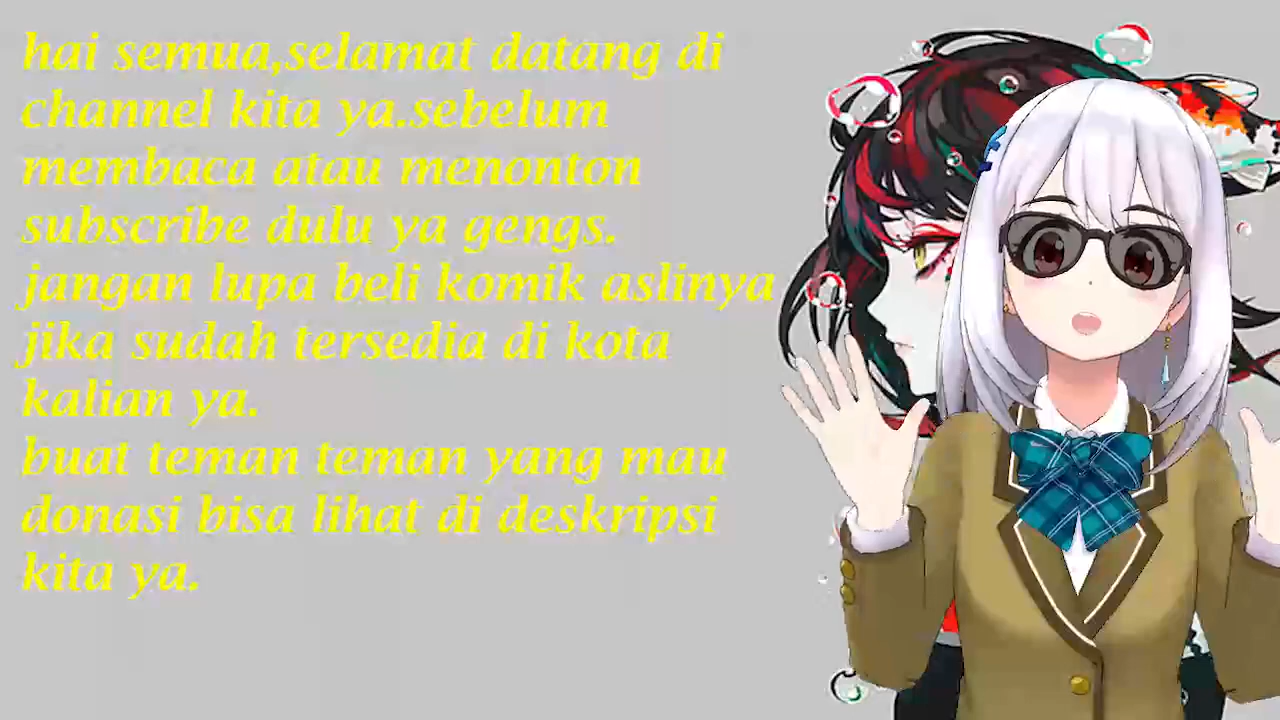 hai semua,selamat datang di
channel kita ya.sebelum
membaca atau menonton
subscribe dulu ya gengs.
jangan lupa beli komik aslinya
jika sudah tersedia di kota
kalian ya.
buat teman teman yang mau
donasi bisa lihat di deskripsi
kita ya.